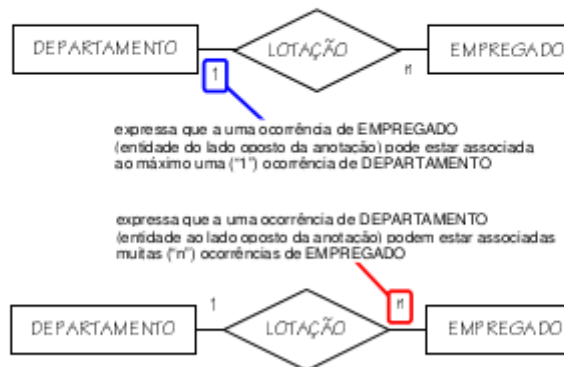 DEPARTAMENTO LOTAÇÃO EMPREGADO
1 n
expressa que a uma ocorrência de EMPREGADO
(entidade do lado oposto da anotação) pode estar associada
ao máximo uma ("1") ocorrência de DEPARTAMENTO
expressa que a uma ocorrência de DEPARTAMENTO
(entidade ao lado oposto da anotação) podem estar associadas
muitas ("n") ocorrências de EMPREGADO
1 n
DEPARTAMENTO LOTAÇÃO EMPREGADO